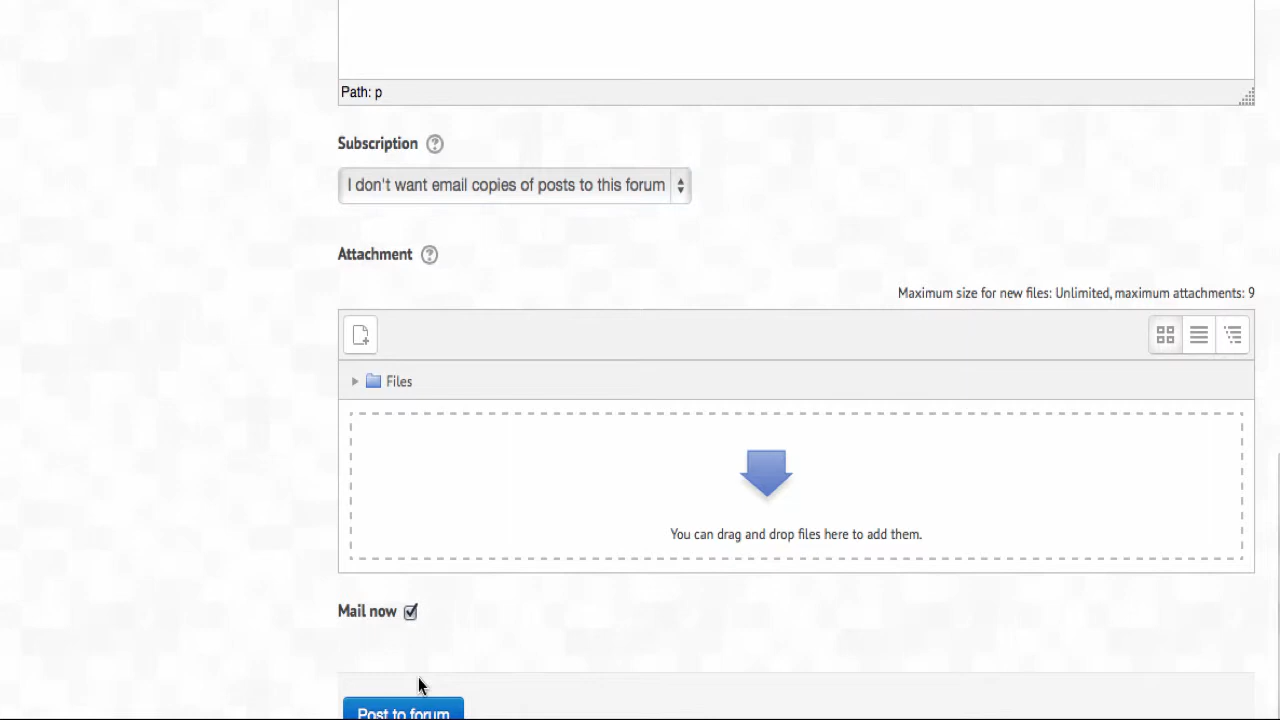 Path: p
Subscription
I don't want email copies of posts to this forum
Attachment
Maximum size for new files: Unlimited, maximum attachments: 9
Files
You can drag and drop files here to add them.
Mail now
Post to forum